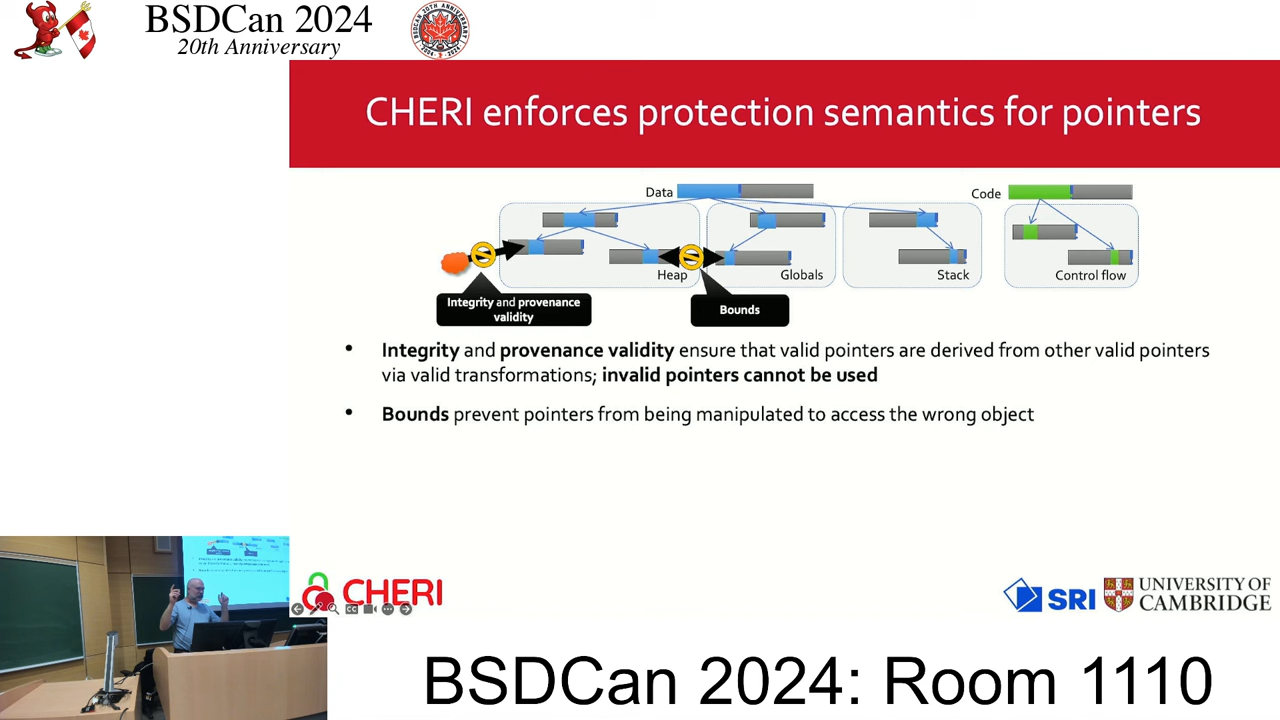 BSDCan 2024
20th Anniversary
CHERI enforces protection semantics for pointers
Data
Code
Heap
Globals
Stack
Control flow
Integrity and provenance
validity
Bounds
• Integrity and provenance validity ensure that valid pointers are derived from other valid pointers
via valid transformations; invalid pointers cannot be used
• Bounds prevent pointers from being manipulated to access the wrong object
CHERI
SRI
UNIVERSITY OF
CAMBRIDGE
BSDCan 2024: Room 1110